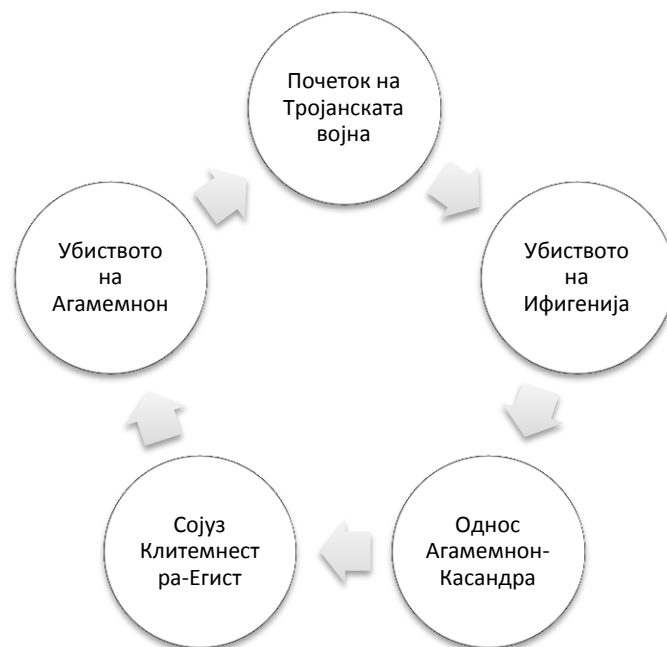 Почеток на
Тројанската
војна
Убиството
на
Ифигенија
Однос
Агамемнон-
Касандра
Сојуз
Клитемнест
ра-Егист
Убиството
на
Агамемнон